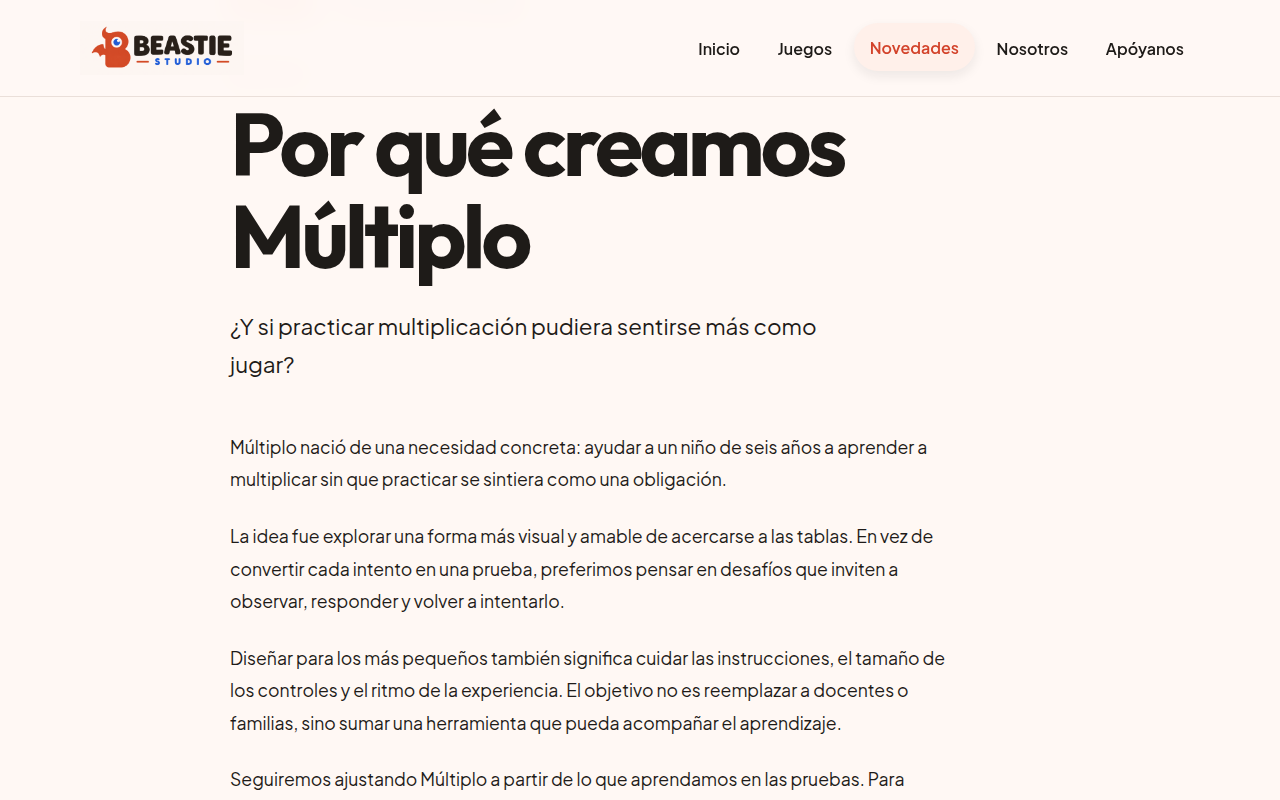 BEASTIE
STUDIO
Inicio
Juegos
Novedades
Nosotros
Apóyanos
Por qué creamos
Múltiplo
¿Y si practicar multiplicación pudiera sentirse más como
jugar?
Múltiplo nació de una necesidad concreta: ayudar a un niño de seis años a aprender a
multiplicar sin que practicar se sintiera como una obligación.
La idea fue explorar una forma más visual y amable de acercarse a las tablas. En vez de
convertir cada intento en una prueba, preferimos pensar en desafíos que inviten a
observar, responder y volver a intentarlo.
Diseñar para los más pequeños también significa cuidar las instrucciones, el tamaño de
los controles y el ritmo de la experiencia. El objetivo no es reemplazar a docentes o
familias, sino sumar una herramienta que pueda acompañar el aprendizaje.
Seguiremos ajustando Múltiplo a partir de lo que aprendamos en las pruebas. Para